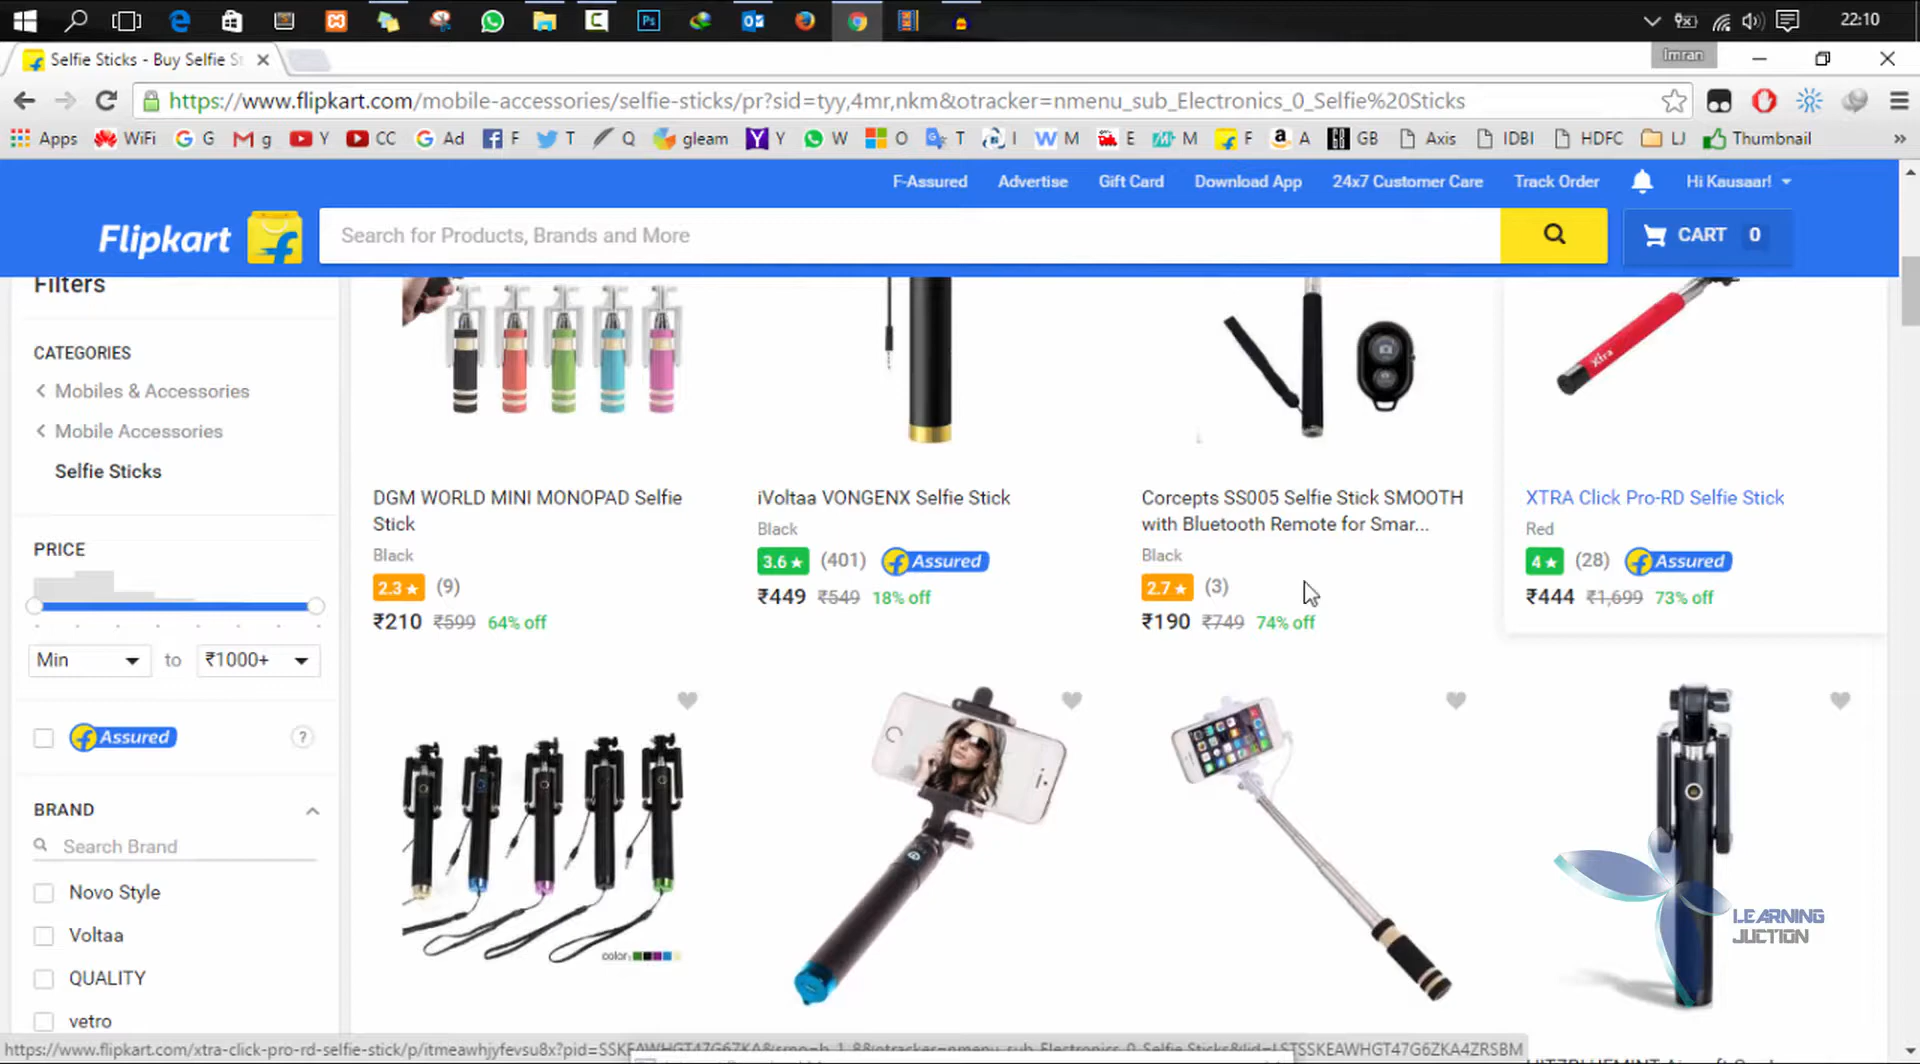 22:10
Selfie Sticks - Buy Selfie St
Imran
https://www.flipkart.com/mobile-accessories/selfie-sticks/pr?sid=tyy,4mr,nkm&otracker=nmenu_sub_Electronics_0_Selfie%20Sticks
Apps WiFi G g Y CC Ad F T Q gleam Y W O T I M E M F A GB Axis IDBI HDFC LJ Thumbnail »
F-Assured Advertise Gift Card Download App 24x7 Customer Care Track Order Hi Kausaar!
Flipkart Search for Products, Brands and More CART 0
Filters
CATEGORIES
Mobiles & Accessories
Mobile Accessories
Selfie Sticks
PRICE
Min to ₹1000+
Assured ?
BRAND
Search Brand
Novo Style
Voltaa
QUALITY
vetro
DGM WORLD MINI MONOPAD Selfie
Stick
Black
2.3 ★ (9)
₹210 ₹599 64% off
iVoltaa VONGENX Selfie Stick
Black
3.6 ★ (401) Assured
₹449 ₹549 18% off
Corcepts SS005 Selfie Stick SMOOTH
with Bluetooth Remote for Smar...
Black
2.7 ★ (3)
₹190 ₹749 74% off
Xtra
XTRA Click Pro-RD Selfie Stick
Red
4 ★ (28) Assured
₹444 ₹1,699 73% off
color:
LEARNING
JUCTION